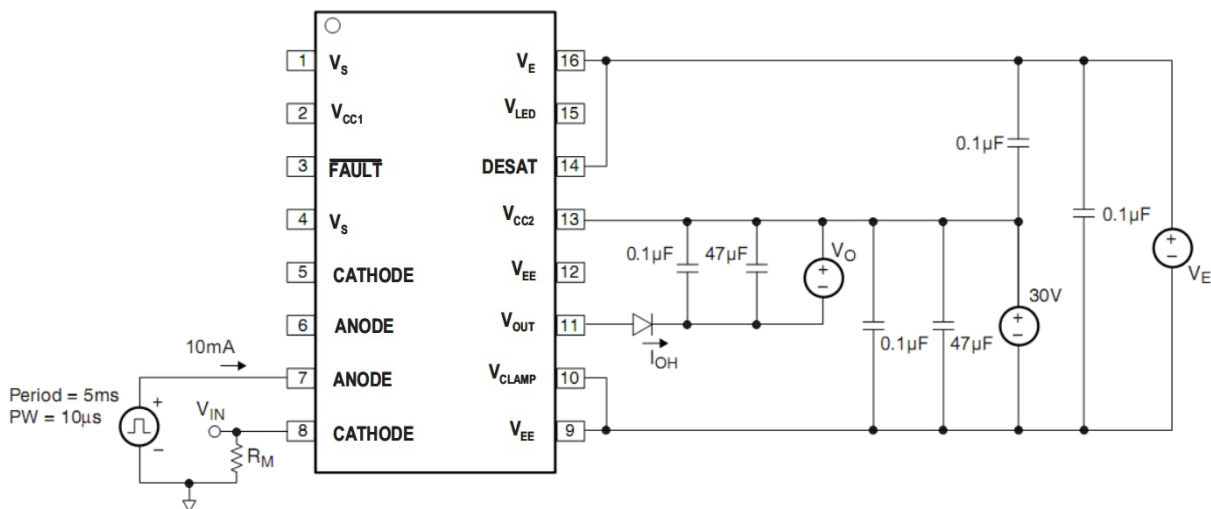 1 V_S V_E 16
2 V_CC1 V_LED 15
3 FAULT DESAT 14
4 V_S V_CC2 13
5 CATHODE V_EE 12
6 ANODE V_OUT 11
7 ANODE V_CLAMP 10
8 CATHODE V_EE 9
10mA
Period = 5ms
PW = 10μs
+
−
V_IN
R_M
I_OH
0.1μF
47μF
V_O
+
−
0.1μF
0.1μF
0.1μF
47μF
30V
+
−
+
−
V_E